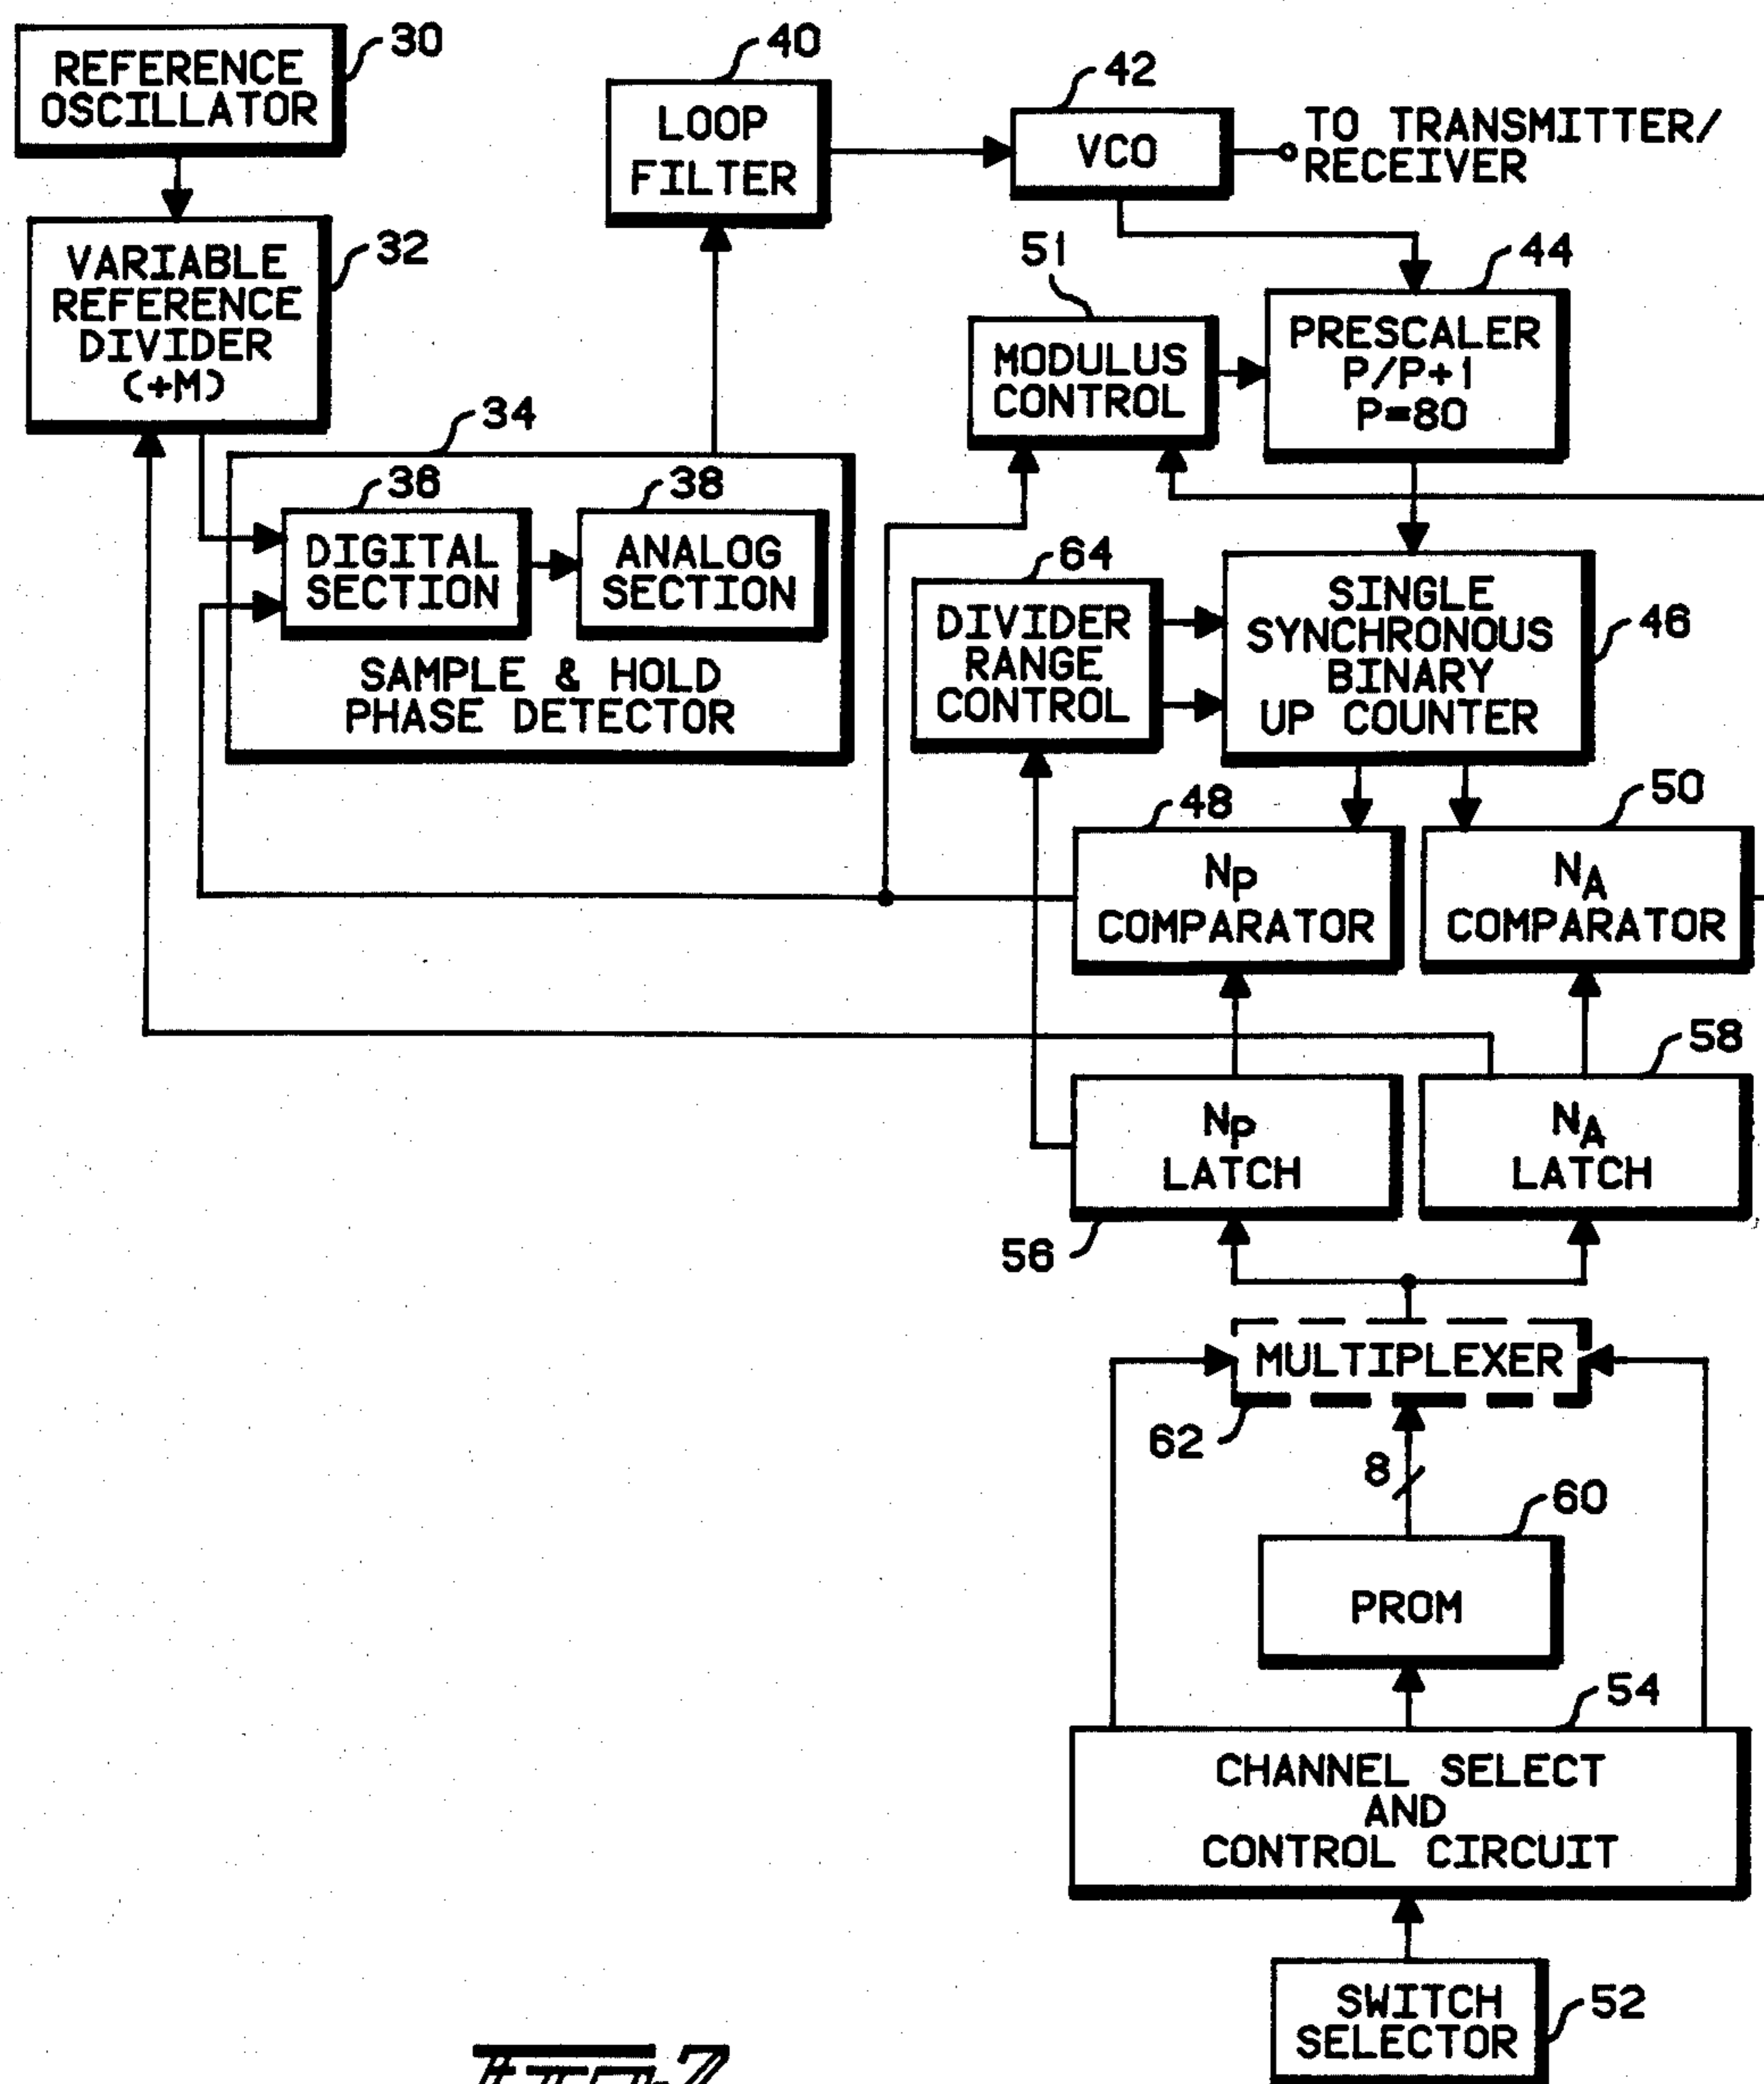 REFERENCE
OSCILLATOR
30
VARIABLE
REFERENCE
DIVIDER
(+M)
32
34
36
DIGITAL
SECTION
38
ANALOG
SECTION
SAMPLE & HOLD
PHASE DETECTOR
40
LOOP
FILTER
42
VCO
TO TRANSMITTER/
RECEIVER
51
MODULUS
CONTROL
44
PRESCALER
P/P+1
P=80
64
DIVIDER
RANGE
CONTROL
SINGLE
SYNCHRONOUS
BINARY
UP COUNTER
46
48
NP
COMPARATOR
50
NA
COMPARATOR
NP
LATCH
56
58
NA
LATCH
MULTIPLEXER
62
8
60
PROM
54
CHANNEL SELECT
AND
CONTROL CIRCUIT
SWITCH
SELECTOR
52